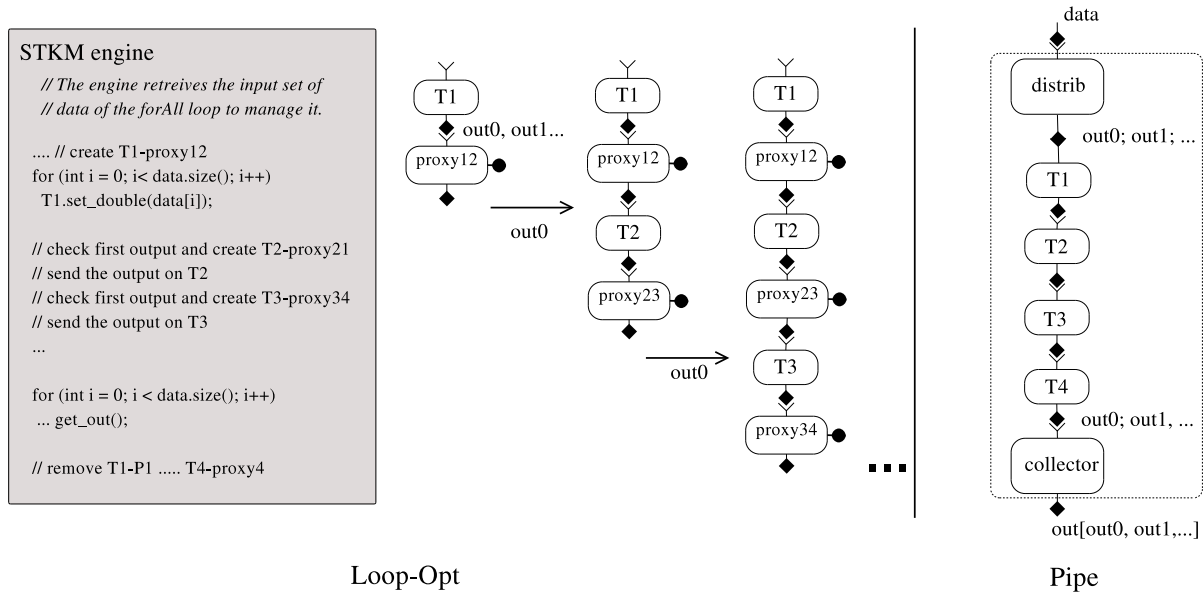 STKM engine
// The engine retreives the input set of
// data of the forAll loop to manage it.
.... // create T1-proxy12
for (int i = 0; i< data.size(); i++)
T1.set_double(data[i]);
// check first output and create T2-proxy21
// send the output on T2
// check first output and create T3-proxy34
// send the output on T3
...
for (int i = 0; i < data.size(); i++)
... get_out();
// remove T1-P1 ..... T4-proxy4
T1
out0, out1...
proxy12
out0
T1
proxy12
T2
proxy23
out0
T1
proxy12
T2
proxy23
T3
proxy34
...
Loop-Opt
data
distrib
out0; out1; ...
T1
T2
T3
T4
out0; out1, ...
collector
out[out0, out1,...]
Pipe